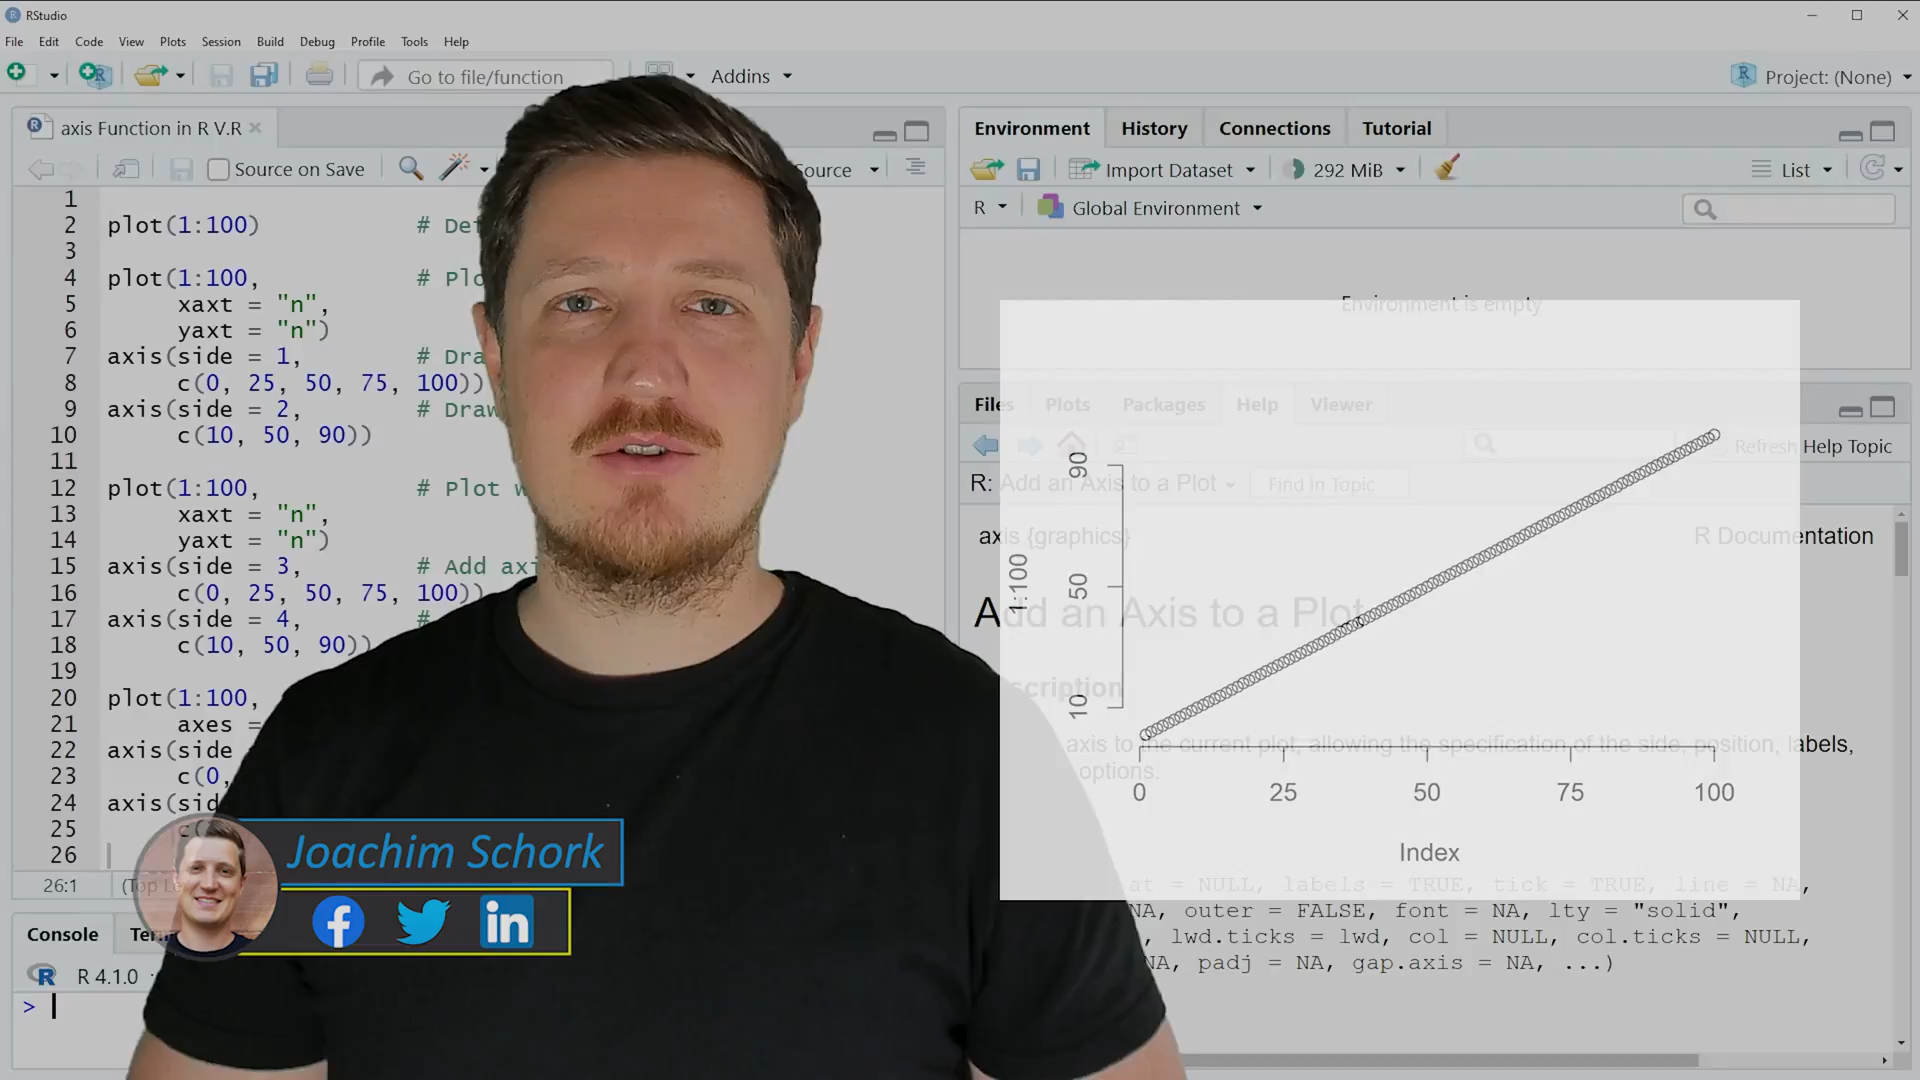 RStudio
File Edit Code View Plots Session Build Debug Profile Tools Help
Go to file/function
Addins
Project: (None)
axis Function in R V.R
Source on Save
Source
1
2 plot(1:100) # De
3
4 plot(1:100, # Plo
5 xaxt = "n",
6 yaxt = "n")
7 axis(side = 1, # Dra
8 c(0, 25, 50, 75, 100))
9 axis(side = 2, # Draw
10 c(10, 50, 90))
11
12 plot(1:100, # Plot w
13 xaxt = "n",
14 yaxt = "n")
15 axis(side = 3, # Add axi
16 c(0, 25, 50, 75, 100))
17 axis(side = 4, #
18 c(10, 50, 90))
19
20 plot(1:100,
21 axes =
22 axis(side
23 c(0,
24 axis(sid
25
26
26:1
Joachim Schork
Console
R 4.1.0
>
Environment History Connections Tutorial
Import Dataset 292 MiB List
R Global Environment
Environment is empty
Files Plots Packages Help Viewer
Refresh Help Topic
R: Add an Axis to a Plot Find in Topic
axis {graphics} R Documentation
Add an Axis to a Plot
scription
axis to the current plot, allowing the specification of the side, position, labels,
options.
90
50
10
1:100
0 25 50 75 100
Index
at = NULL, labels = TRUE, tick = TRUE, line = NA,
NA, outer = FALSE, font = NA, lty = "solid",
, lwd.ticks = lwd, col = NULL, col.ticks = NULL,
NA, padj = NA, gap.axis = NA, ...)